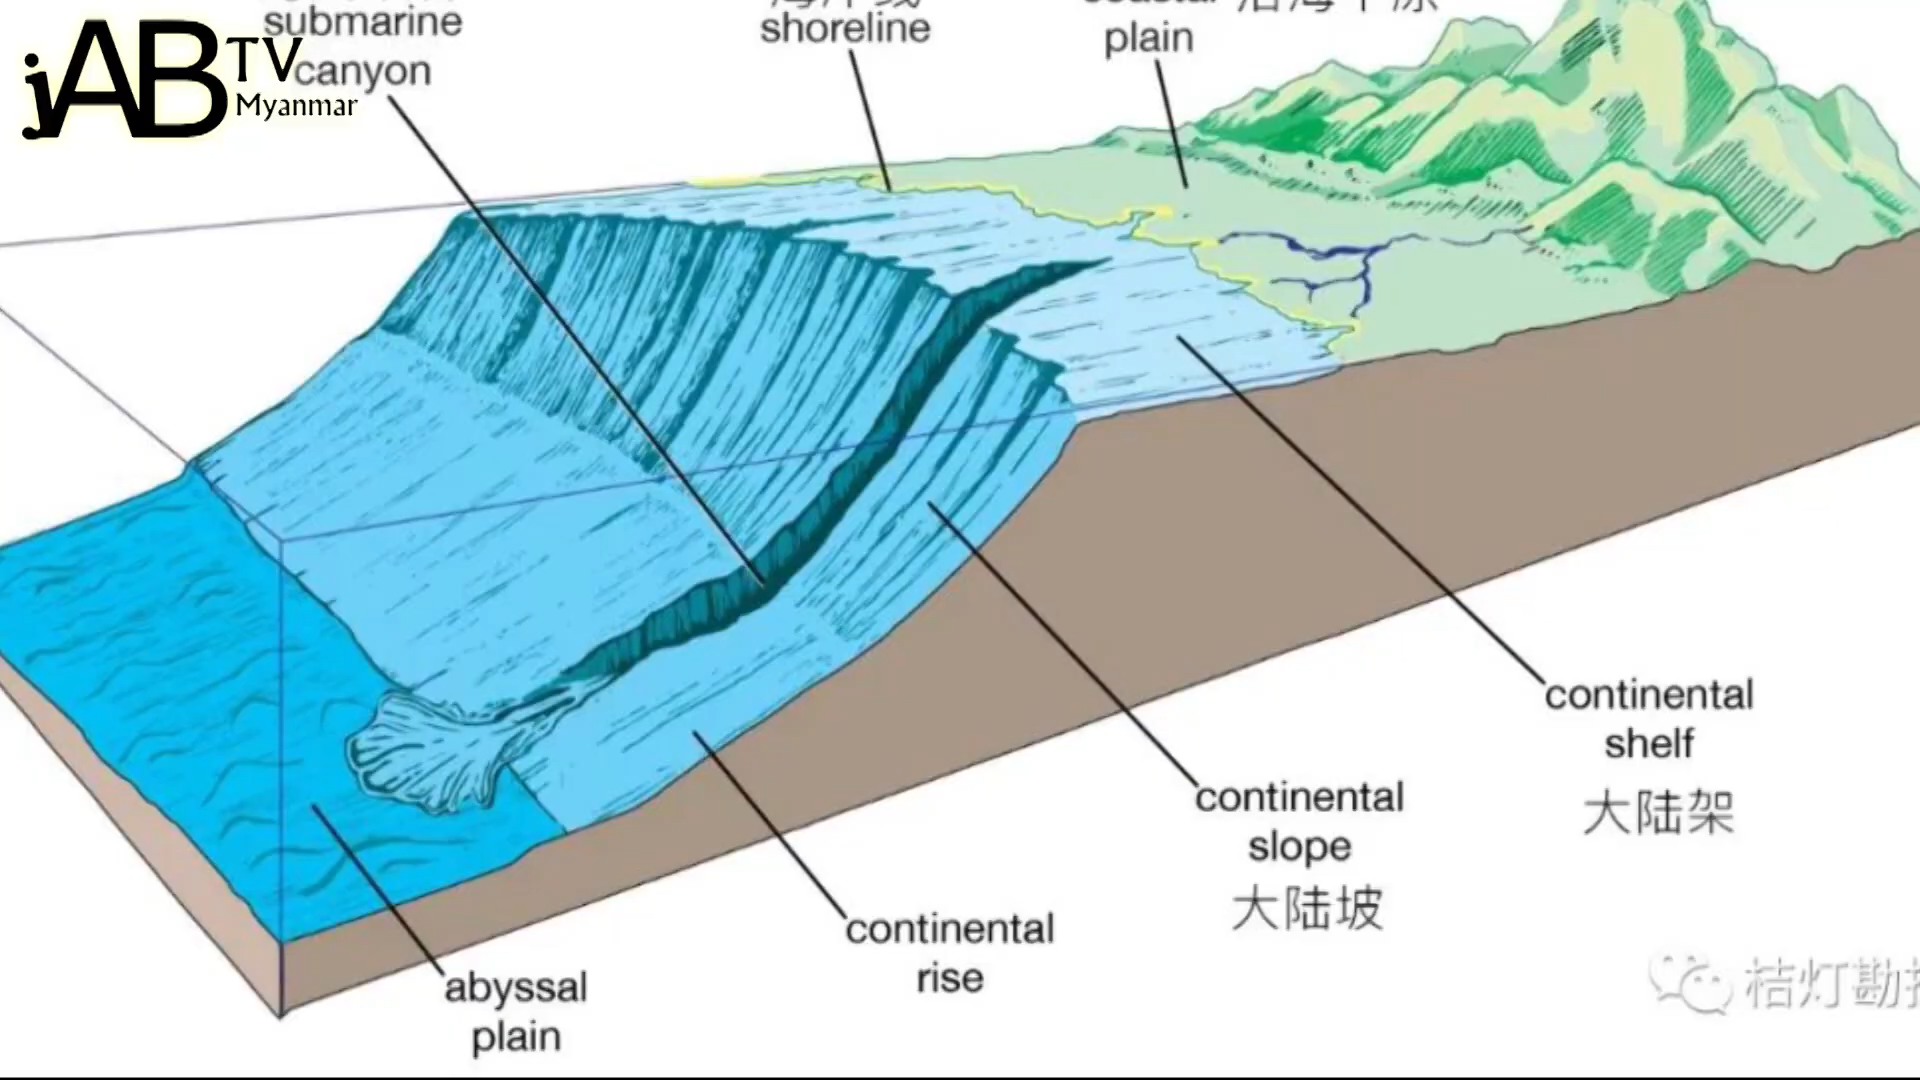 submarine
canyon
jAB TV
Myanmar
shoreline
plain
continental
shelf
大陆架
continental
slope
大陆坡
continental
rise
abyssal
plain
桔灯勘